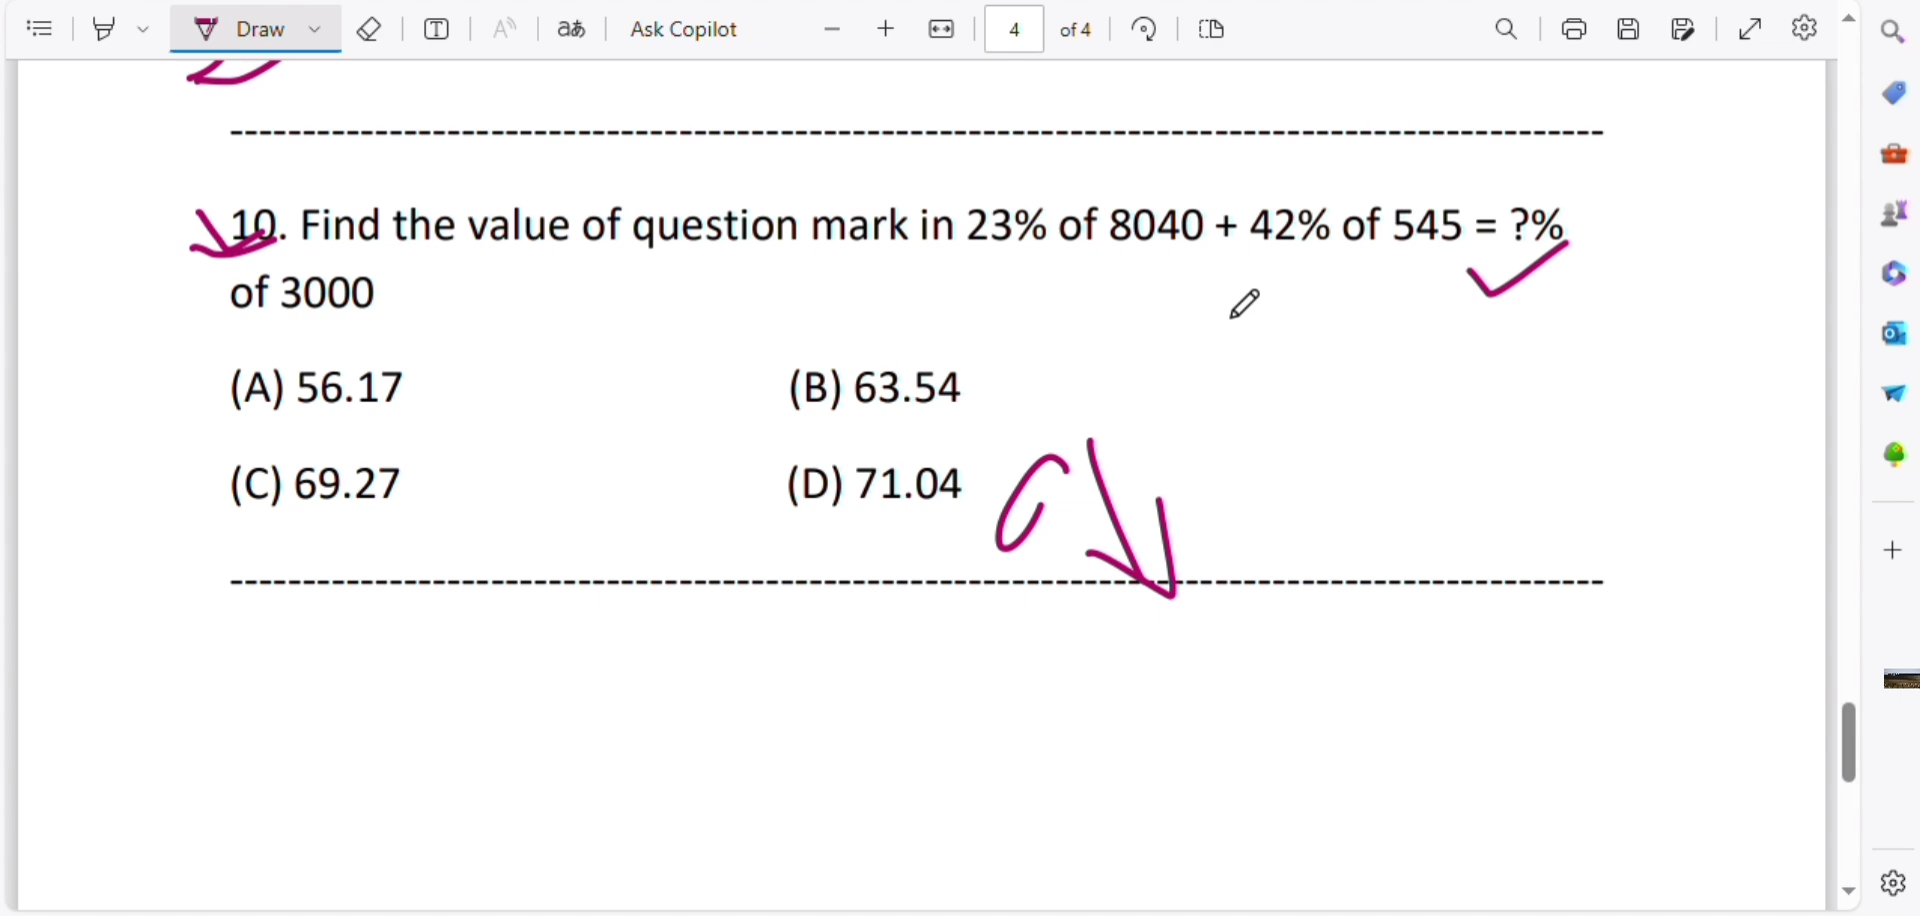 Draw
Ask Copilot
4
of 4
10. Find the value of question mark in 23% of 8040 + 42% of 545 = ?%
of 3000
(A) 56.17
(B) 63.54
(C) 69.27
(D) 71.04